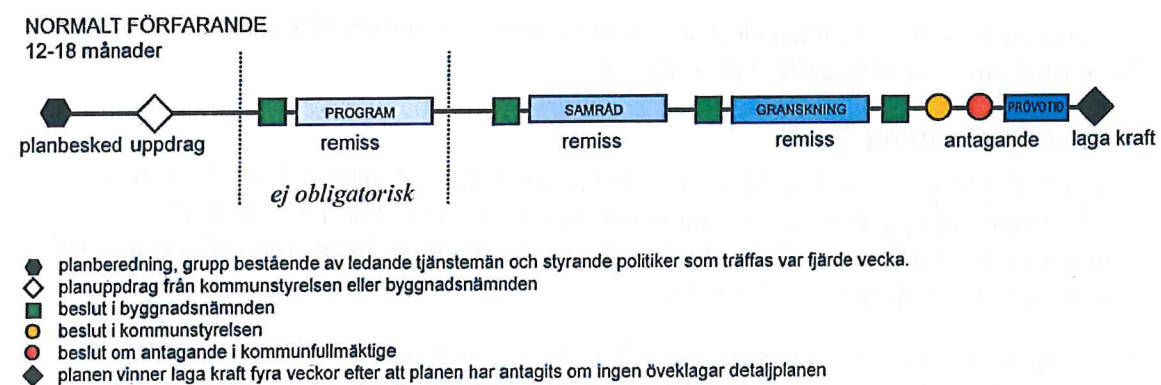 NORMALT FÖRFARANDE
12-18 månader
PROGRAM
SAMRÅD
GRANSKNING
PRÖVOTID
planbesked uppdrag
remiss
remiss
remiss
antagande
laga kraft
ej obligatorisk
planberedning, grupp bestående av ledande tjänstemän och styrande politiker som träffas var fjärde vecka.
planuppdrag från kommunstyrelsen eller byggnadsnämnden
beslut i byggnadsnämnden
beslut i kommunstyrelsen
beslut om antagande i kommunfullmäktige
planen vinner laga kraft fyra veckor efter att planen har antagits om ingen öveklagar detaljplanen